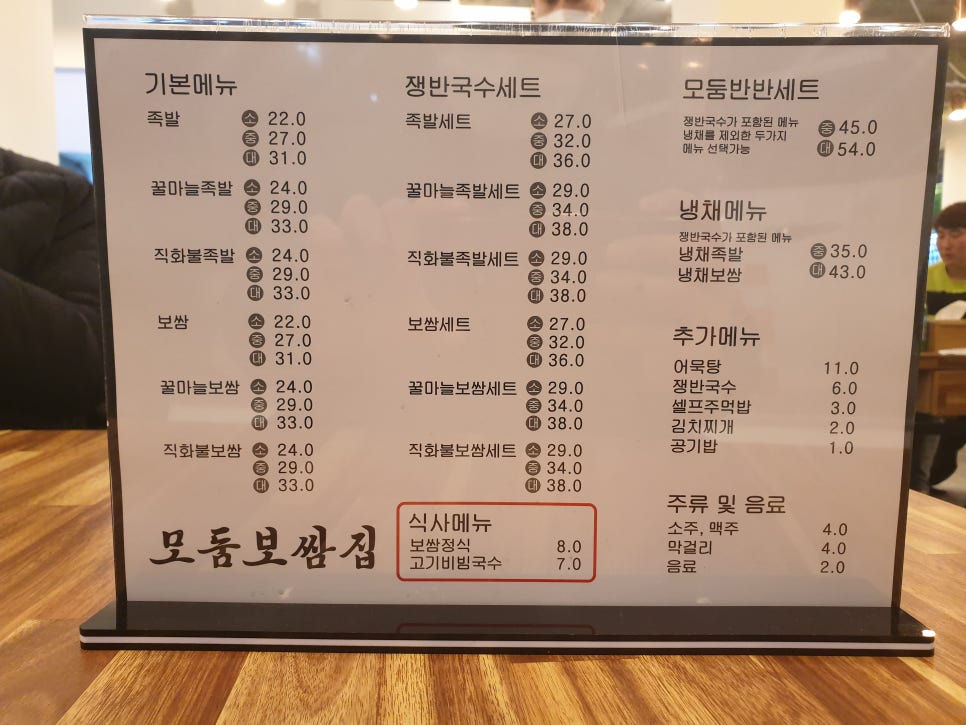 기본메뉴
족발 소 22.0
중 27.0
대 31.0
꿀마늘족발 소 24.0
중 29.0
대 33.0
직화불족발 소 24.0
중 29.0
대 33.0
보쌈 소 22.0
중 27.0
대 31.0
꿀마늘보쌈 소 24.0
중 29.0
대 33.0
직화불보쌈 소 24.0
중 29.0
대 33.0
모둠보쌈집
쟁반국수세트
족발세트 소 27.0
중 32.0
대 36.0
꿀마늘족발세트 소 29.0
중 34.0
대 38.0
직화불족발세트 소 29.0
중 34.0
대 38.0
보쌈세트 소 27.0
중 32.0
대 36.0
꿀마늘보쌈세트 소 29.0
중 34.0
대 38.0
직화불보쌈세트 소 29.0
중 34.0
대 38.0
식사메뉴
보쌈정식 8.0
고기비빔국수 7.0
모둠반반세트
쟁반국수가 포함된 메뉴
냉채를 제외한 두가지
메뉴 선택가능
중 45.0
대 54.0
냉채메뉴
쟁반국수가 포함된 메뉴
냉채족발 중 35.0
냉채보쌈 대 43.0
추가메뉴
어묵탕 11.0
쟁반국수 6.0
셀프주먹밥 3.0
김치찌개 2.0
공기밥 1.0
주류 및 음료
소주, 맥주 4.0
막걸리 4.0
음료 2.0